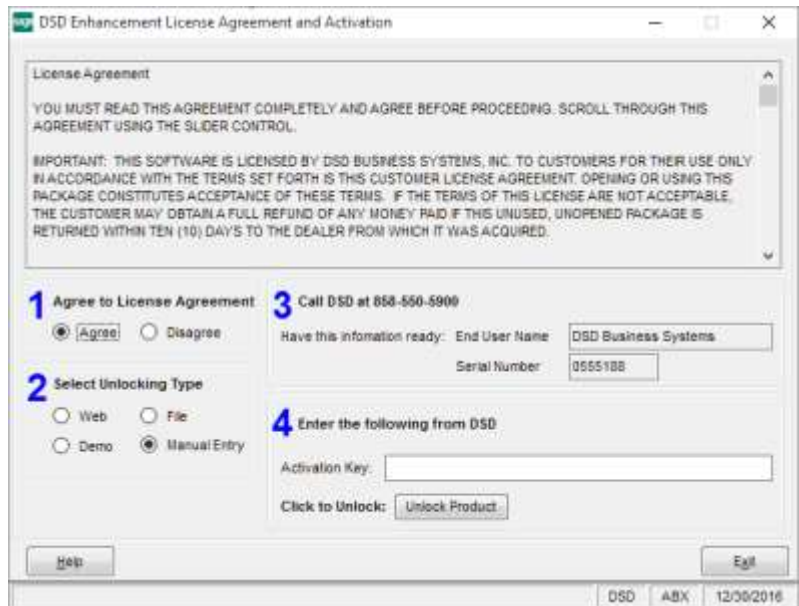 sage DSD Enhancement License Agreement and Activation
License Agreement
YOU MUST READ THIS AGREEMENT COMPLETELY AND AGREE BEFORE PROCEEDING. SCROLL THROUGH THIS
AGREEMENT USING THE SLIDER CONTROL.
IMPORTANT: THIS SOFTWARE IS LICENSED BY DSD BUSINESS SYSTEMS, INC. TO CUSTOMERS FOR THEIR USE ONLY
IN ACCORDANCE WITH THE TERMS SET FORTH IS THIS CUSTOMER LICENSE AGREEMENT. OPENING OR USING THIS
PACKAGE CONSTITUTES ACCEPTANCE OF THESE TERMS. IF THE TERMS OF THIS LICENSE ARE NOT ACCEPTABLE,
THE CUSTOMER MAY OBTAIN A FULL REFUND OF ANY MONEY PAID IF THIS UNUSED, UNOPENED PACKAGE IS
RETURNED WITHIN TEN (10) DAYS TO THE DEALER FROM WHICH IT WAS ACQUIRED.
1 Agree to License Agreement
Agree Disagree
2 Select Unlocking Type
Web File
Demo Manual Entry
3 Call DSD at 858-550-5900
Have this infomation ready: End User Name DSD Business Systems
Serial Number 0555188
4 Enter the following from DSD
Activation Key:
Click to Unlock: Unlock Product
Help Exit
DSD ABX 12/30/2016